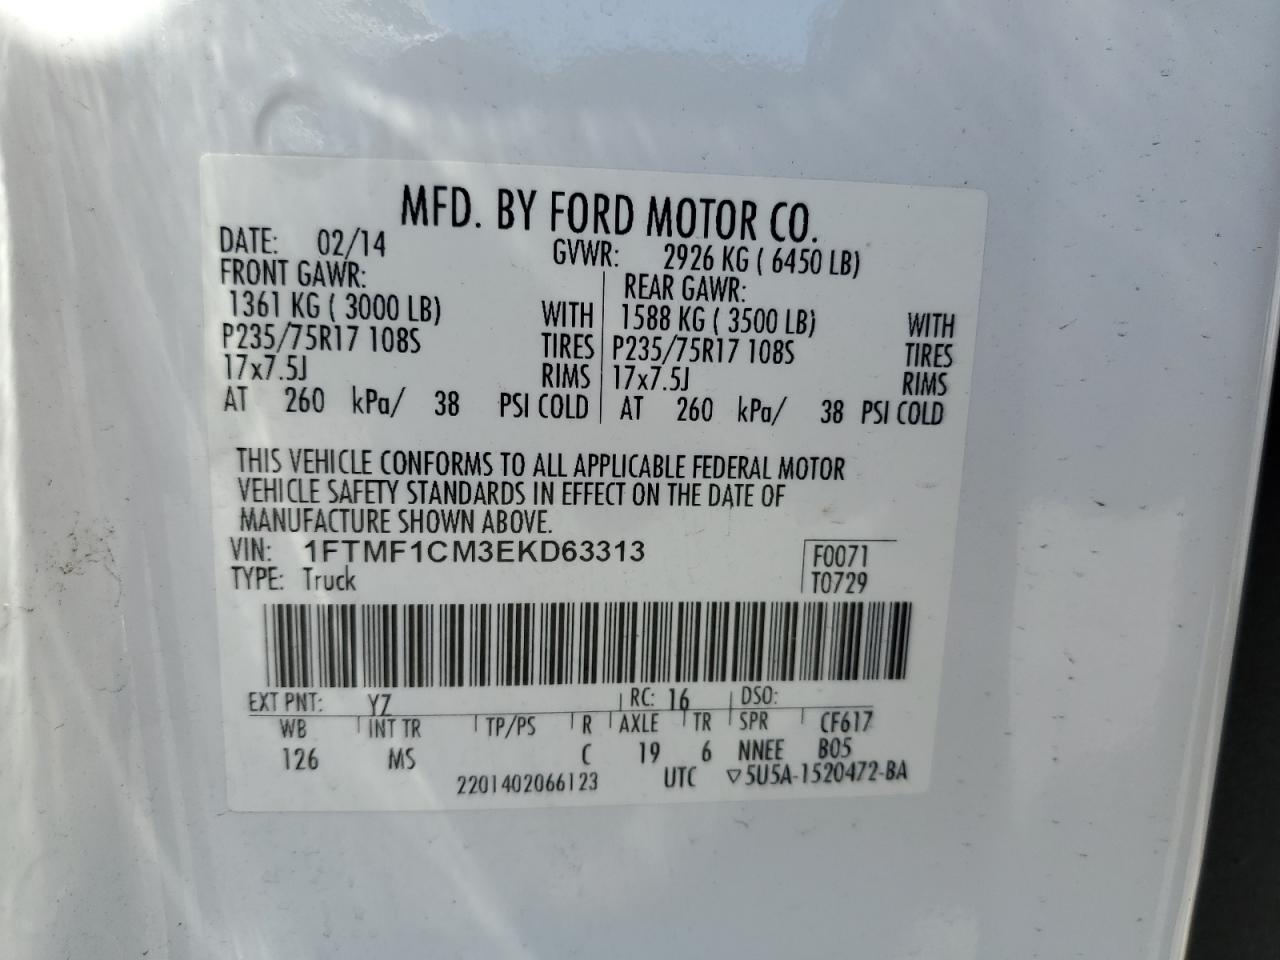 MFD. BY FORD MOTOR CO.
DATE: 02/14 GVWR: 2926 KG ( 6450 LB)
FRONT GAWR: REAR GAWR:
1361 KG ( 3000 LB) WITH 1588 KG ( 3500 LB) WITH
P235/75R17 108S TIRES P235/75R17 108S TIRES
17x7.5J RIMS 17x7.5J RIMS
AT 260 kPa/ 38 PSI COLD AT 260 kPa/ 38 PSI COLD
THIS VEHICLE CONFORMS TO ALL APPLICABLE FEDERAL MOTOR
VEHICLE SAFETY STANDARDS IN EFFECT ON THE DATE OF
MANUFACTURE SHOWN ABOVE.
VIN: 1FTMF1CM3EKD63313 F0071
TYPE: Truck T0729
EXT PNT: YZ RC: 16 DSO:
WB INT TR TP/PS R AXLE TR SPR CF617
126 MS C 19 6 NNEE B05
2201402066123 UTC ▽5U5A-1520472-BA